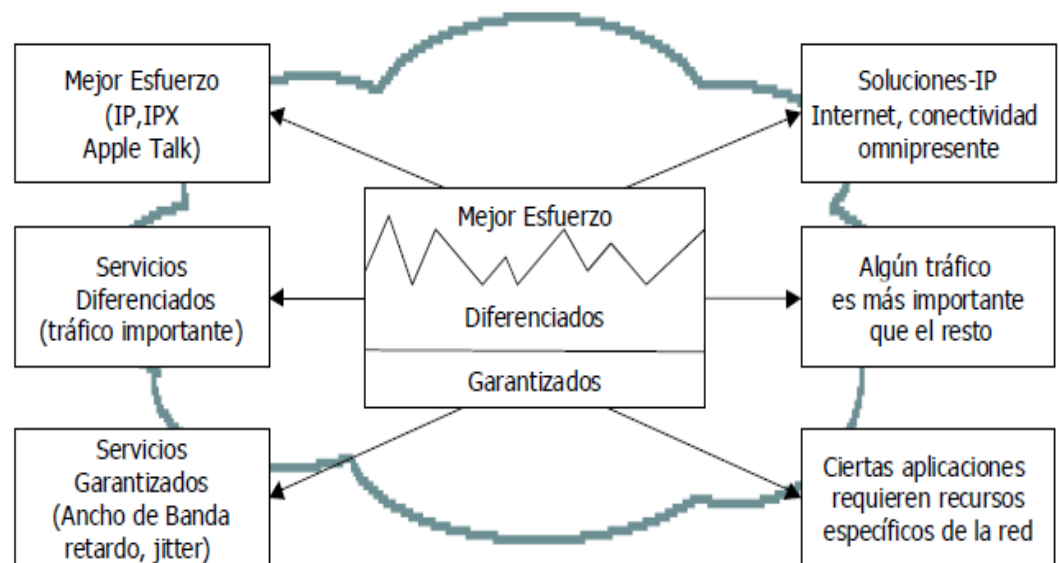 Mejor Esfuerzo
(IP,IPX
Apple Talk)
Soluciones-IP
Internet, conectividad
omnipresente
Mejor Esfuerzo
Diferenciados
Garantizados
Servicios
Diferenciados
(tráfico importante)
Algún tráfico
es más importante
que el resto
Servicios
Garantizados
(Ancho de Banda
retardo, jitter)
Ciertas aplicaciones
requieren recursos
específicos de la red